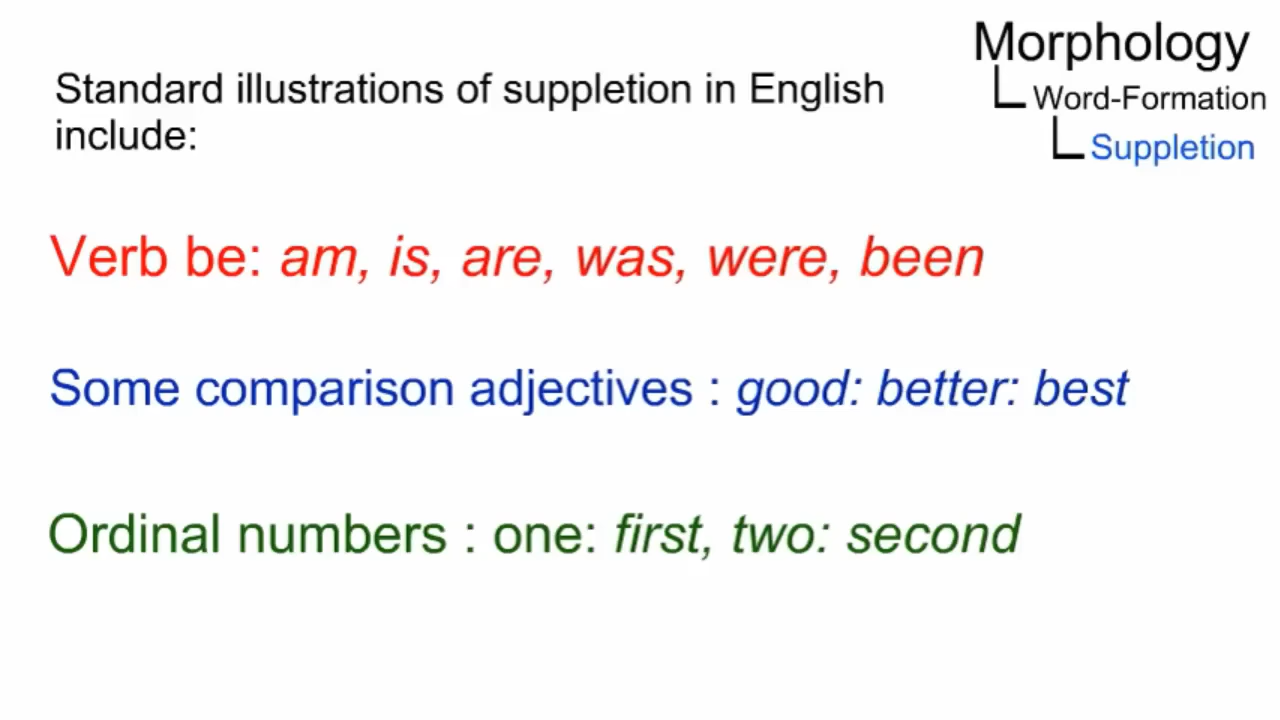 Morphology
Word-Formation
Suppletion
Standard illustrations of suppletion in English
include:
Verb be: am, is, are, was, were, been
Some comparison adjectives : good: better: best
Ordinal numbers : one: first, two: second